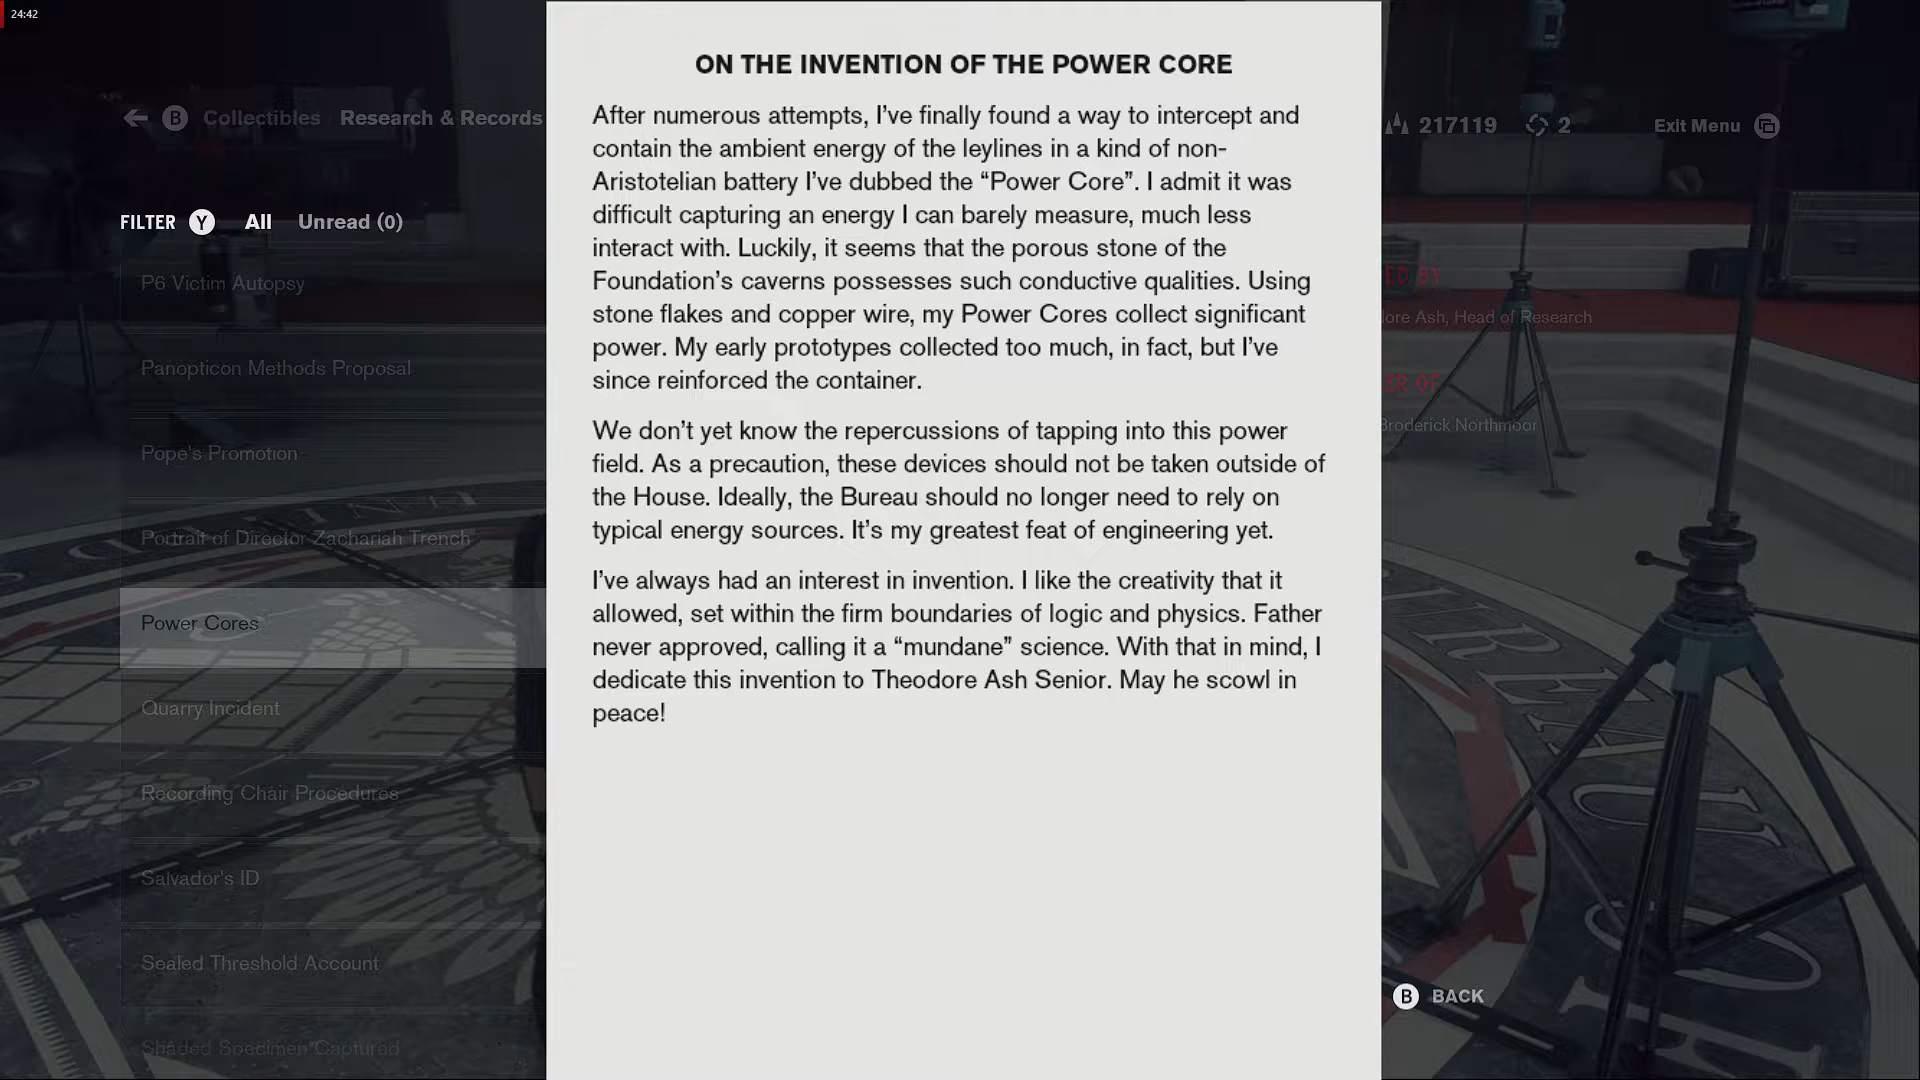 24:42
B Collectibles Research & Records
217119 2 Exit Menu
FILTER Y All Unread (0)
P6 Victim Autopsy
Panopticon Methods Proposal
Pope's Promotion
Portrait of Director Zachariah Trench
Power Cores
Quarry Incident
Recording Chair Procedures
Salvador's ID
Sealed Threshold Account
Shaded Specimen Captured
ON THE INVENTION OF THE POWER CORE
After numerous attempts, I've finally found a way to intercept and
contain the ambient energy of the leylines in a kind of non-
Aristotelian battery I've dubbed the “Power Core”. I admit it was
difficult capturing an energy I can barely measure, much less
interact with. Luckily, it seems that the porous stone of the
Foundation's caverns possesses such conductive qualities. Using
stone flakes and copper wire, my Power Cores collect significant
power. My early prototypes collected too much, in fact, but I've
since reinforced the container.
We don't yet know the repercussions of tapping into this power
field. As a precaution, these devices should not be taken outside of
the House. Ideally, the Bureau should no longer need to rely on
typical energy sources. It's my greatest feat of engineering yet.
I've always had an interest in invention. I like the creativity that it
allowed, set within the firm boundaries of logic and physics. Father
never approved, calling it a “mundane” science. With that in mind, I
dedicate this invention to Theodore Ash Senior. May he scowl in
peace!
ED BY
dore Ash, Head of Research
ER OF
Broderick Northmoor
B BACK